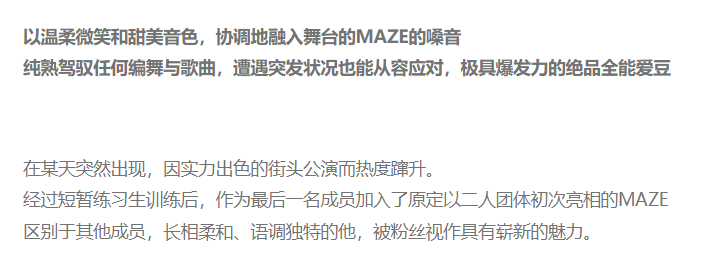 以温柔微笑和甜美音色，协调地融入舞台的MAZE的嗓音
纯熟驾驭任何编舞与歌曲，遭遇突发状况也能从容应对，极具爆发力的绝品全能爱豆
在某天突然出现，因实力出色的街头公演而热度蹿升。
经过短暂练习生训练后，作为最后一名成员加入了原定以二人团体初次亮相的MAZE
区别于其他成员，长相柔和、语调独特的他，被粉丝视作具有崭新的魅力。